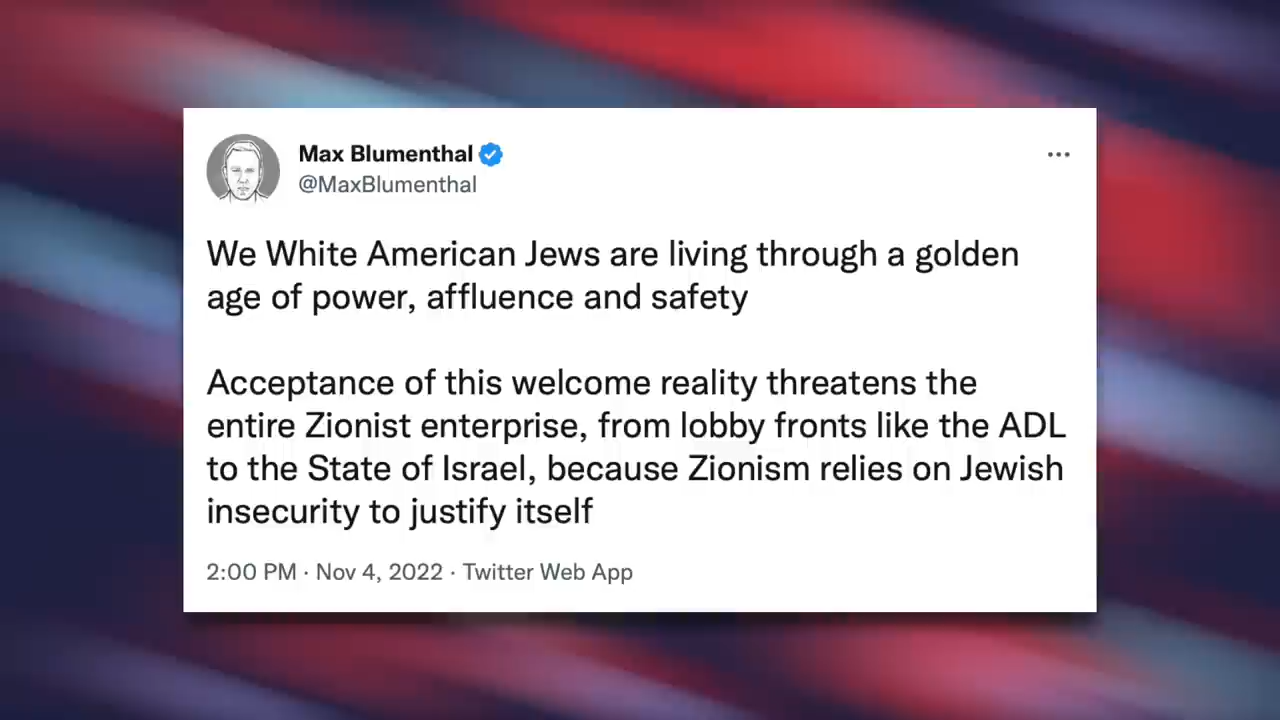 Max Blumenthal
@MaxBlumenthal
We White American Jews are living through a golden
age of power, affluence and safety
Acceptance of this welcome reality threatens the
entire Zionist enterprise, from lobby fronts like the ADL
to the State of Israel, because Zionism relies on Jewish
insecurity to justify itself
2:00 PM · Nov 4, 2022 · Twitter Web App